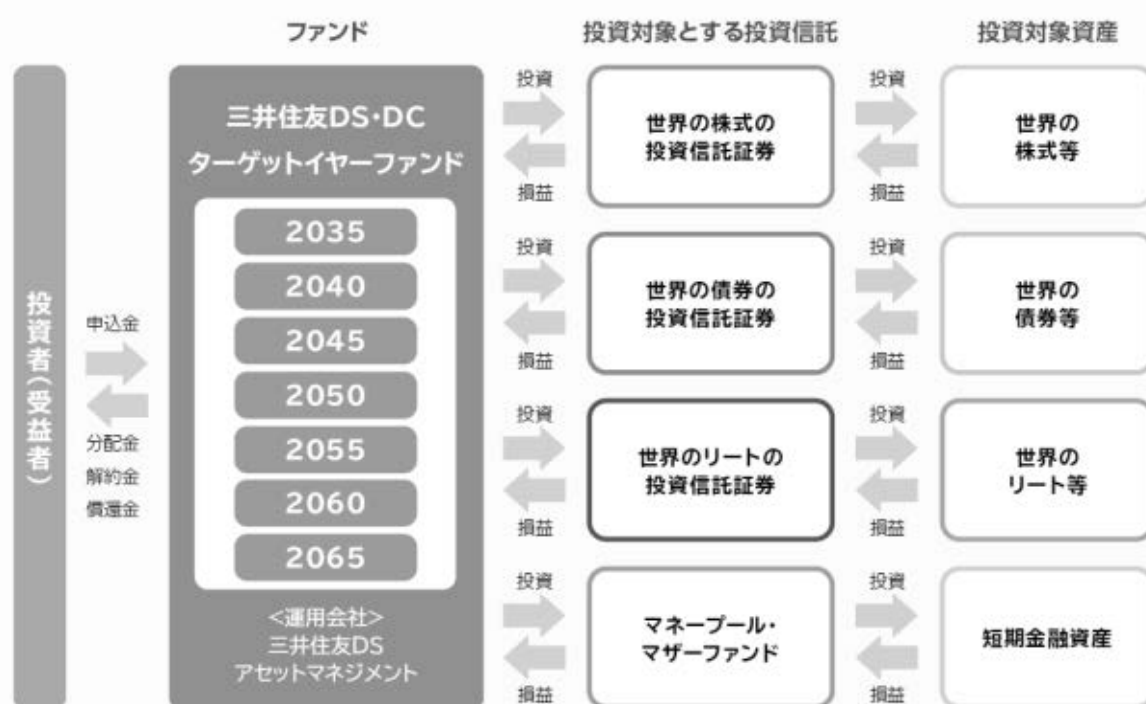 ファンド
投資対象とする投資信託
投資対象資産
投資者(受益者)
申込金
分配金
解約金
償還金
三井住友DS・DC
ターゲットイヤーファンド
2035
2040
2045
2050
2055
2060
2065
<運用会社>
三井住友DS
アセットマネジメント
投資
損益
世界の株式の
投資信託証券
投資
損益
世界の
株式等
投資
損益
世界の債券の
投資信託証券
投資
損益
世界の
債券等
投資
損益
世界のリートの
投資信託証券
投資
損益
世界の
リート等
投資
損益
マネープール・
マザーファンド
投資
損益
短期金融資産